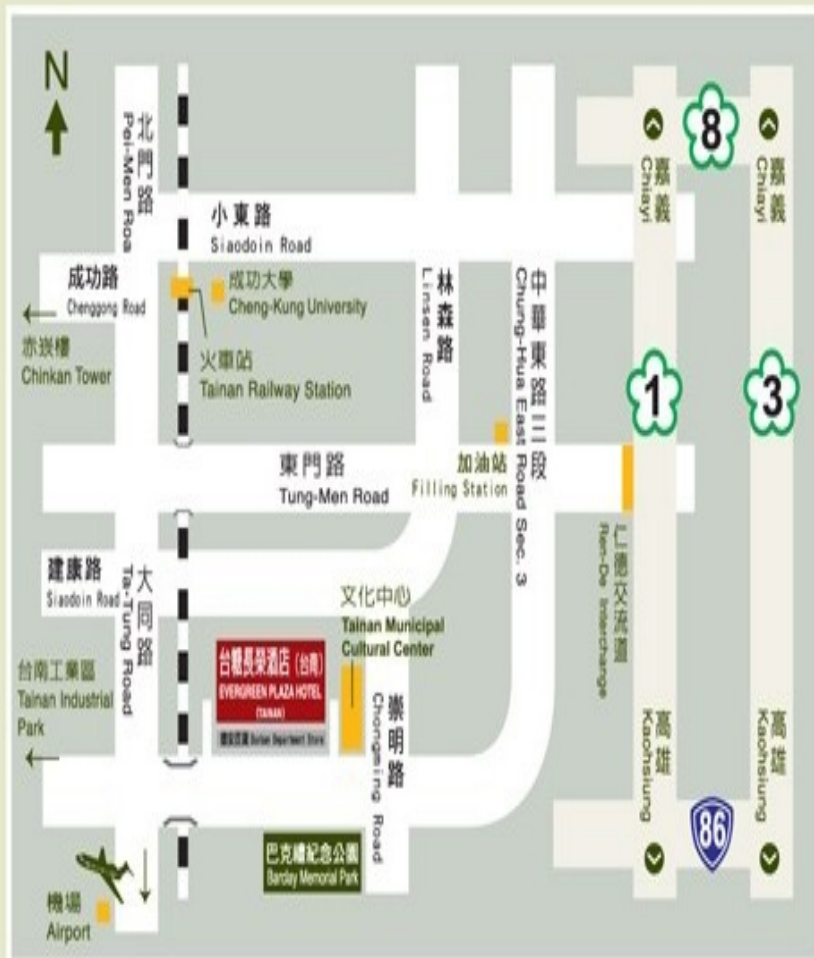 N
北門路
Pei-Men Roa
8
嘉義
Chiayi
嘉義
Chiayi
小東路
Siaodoin Road
成功路
Chenggong Road
成功大學
Cheng-Kung University
赤崁樓
Chinkan Tower
火車站
Tainan Railway Station
林森路
Linsen Road
中華東路三段
Chung-Hua East Road Sec. 3
1
3
東門路
Tung-Men Road
加油站
Filling Station
仁德交流道
Ren-De Interchange
建康路
Siaodoin Road
大同路
Ta-Tung Road
文化中心
Tainan Municipal
Cultural Center
台南工業區
Tainan Industrial
Park
台糖長榮酒店(台南)
EVERGREEN PLAZA HOTEL
(TAINAN)
Department Store
崇明路
Chongming Road
高雄
Kaohsiung
高雄
Kaohsiung
86
巴克禮紀念公園
Barclay Memorial Park
機場
Airport